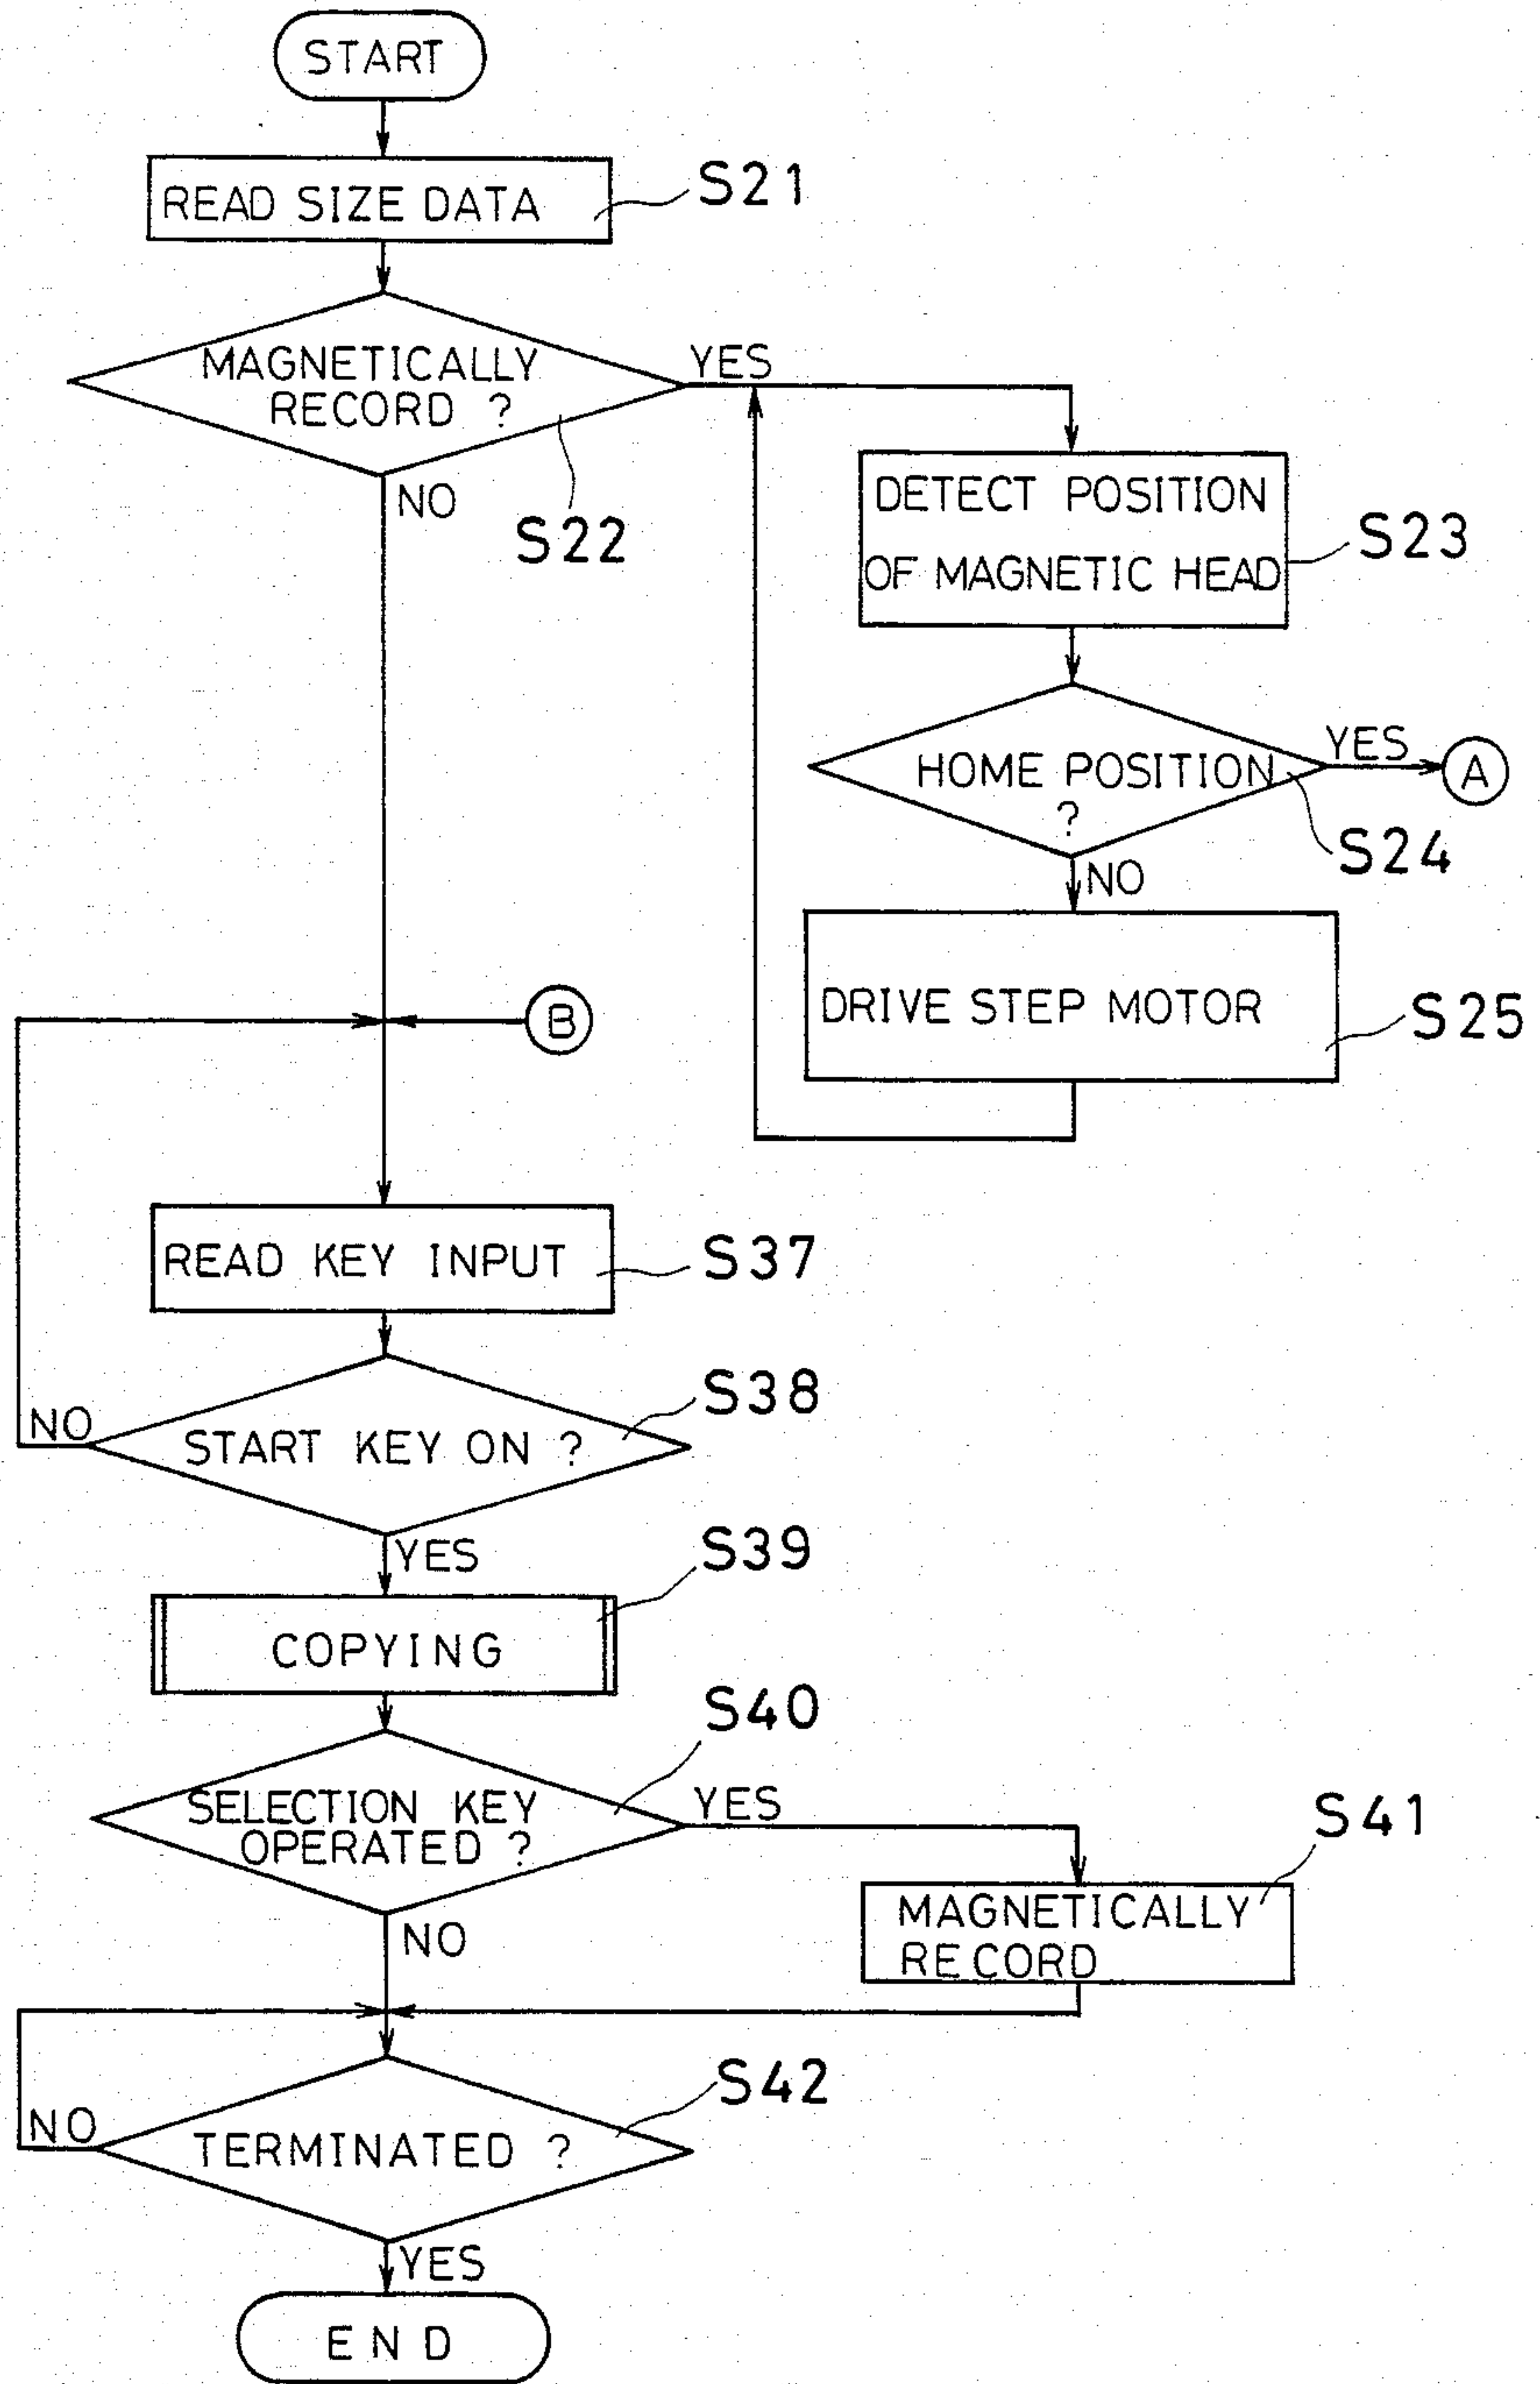 START
READ SIZE DATA
S21
MAGNETICALLY
RECORD ?
YES
NO
S22
DETECT POSITION
OF MAGNETIC HEAD
S23
HOME POSITION
?
YES
A
S24
NO
DRIVE STEP MOTOR
S25
B
READ KEY INPUT
S37
S38
NO
START KEY ON ?
YES
S39
COPYING
S40
SELECTION KEY
OPERATED ?
YES
S41
MAGNETICALLY
RECORD
NO
S42
NO
TERMINATED ?
YES
END